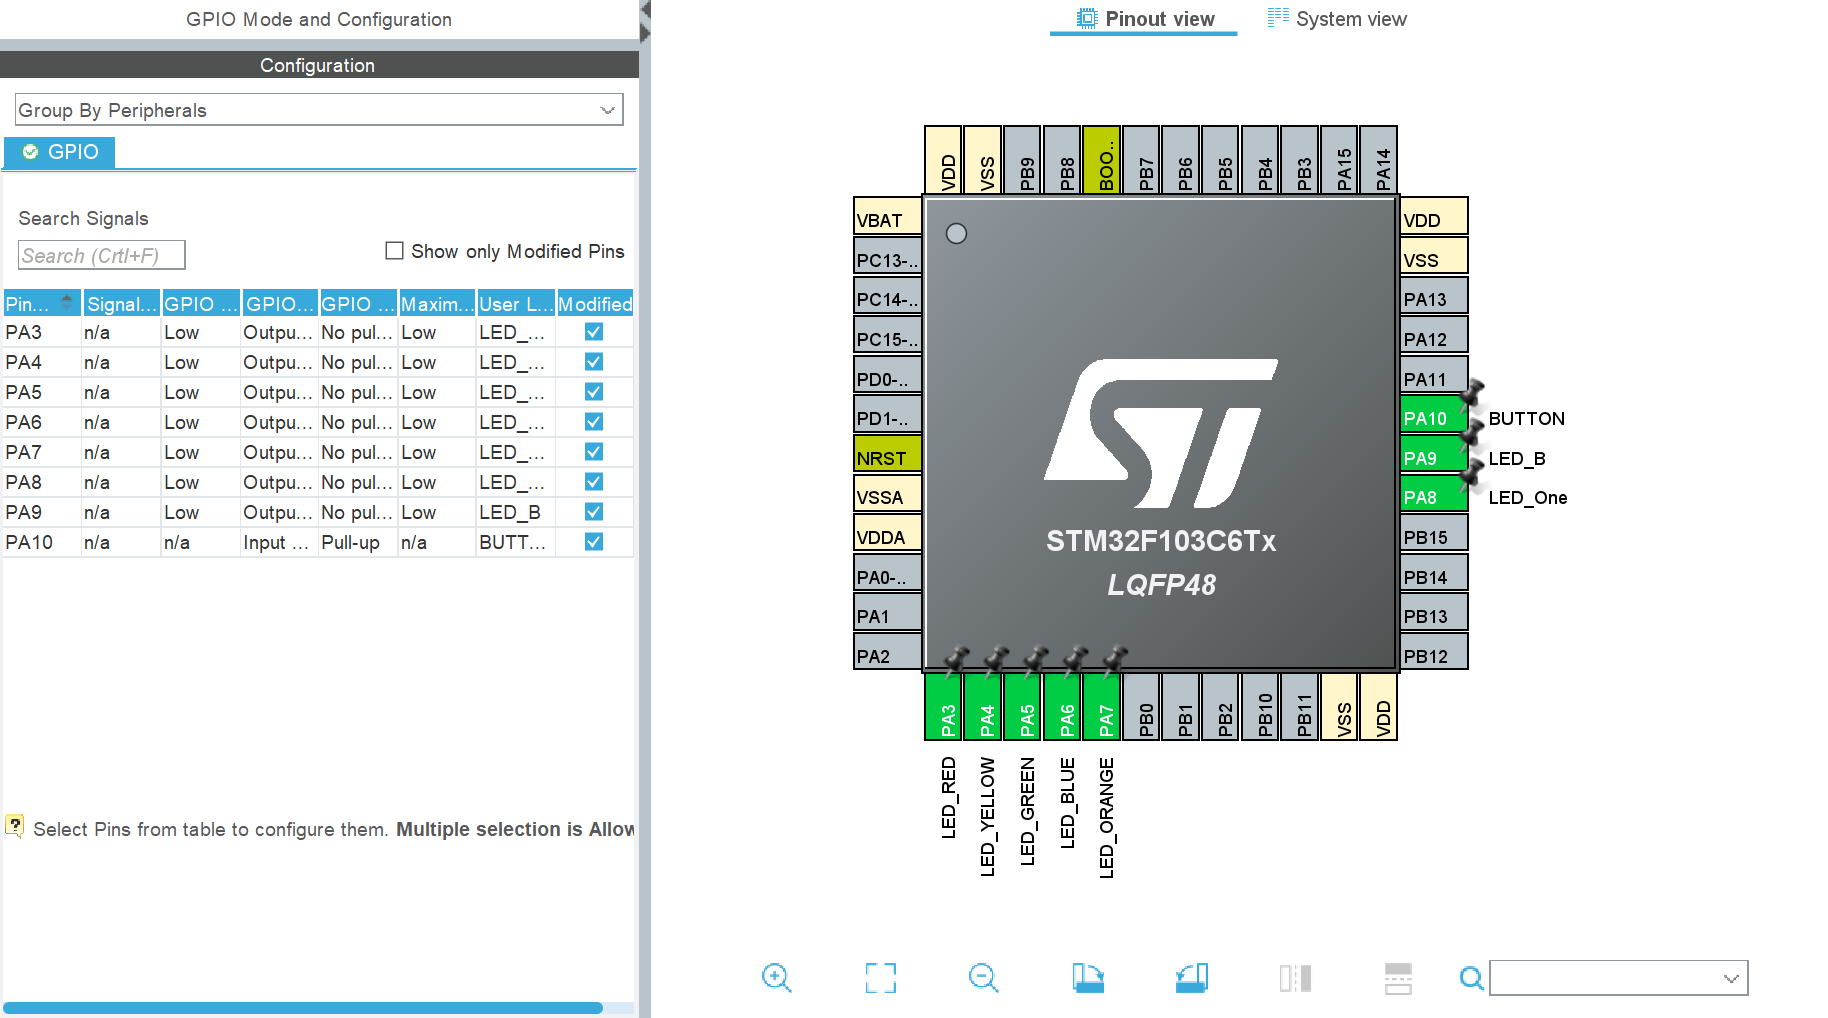 GPIO Mode and Configuration
Configuration
Group By Peripherals
GPIO
Search Signals
Search (Crtl+F)
Show only Modified Pins
Pin... Signal... GPIO ... GPIO... GPIO ... Maxim... User L... Modified
PA3 n/a Low Outpu... No pul... Low LED_...
PA4 n/a Low Outpu... No pul... Low LED_...
PA5 n/a Low Outpu... No pul... Low LED_...
PA6 n/a Low Outpu... No pul... Low LED_...
PA7 n/a Low Outpu... No pul... Low LED_...
PA8 n/a Low Outpu... No pul... Low LED_...
PA9 n/a Low Outpu... No pul... Low LED_B
PA10 n/a n/a Input ... Pull-up n/a BUTT...
Select Pins from table to configure them. Multiple selection is Allow
Pinout view
System view
VDD
VSS
PB9
PB8
BOO..
PB7
PB6
PB5
PB4
PB3
PA15
PA14
VBAT
PC13-..
PC14-..
PC15-..
PD0-..
PD1-..
NRST
VSSA
VDDA
PA0-..
PA1
PA2
ST
STM32F103C6Tx
LQFP48
VDD
VSS
PA13
PA12
PA11
PA10 BUTTON
PA9 LED_B
PA8 LED_One
PB15
PB14
PB13
PB12
PA3
PA4
PA5
PA6
PA7
PB0
PB1
PB2
PB10
PB11
VSS
VDD
LED_RED
LED_YELLOW
LED_GREEN
LED_BLUE
LED_ORANGE